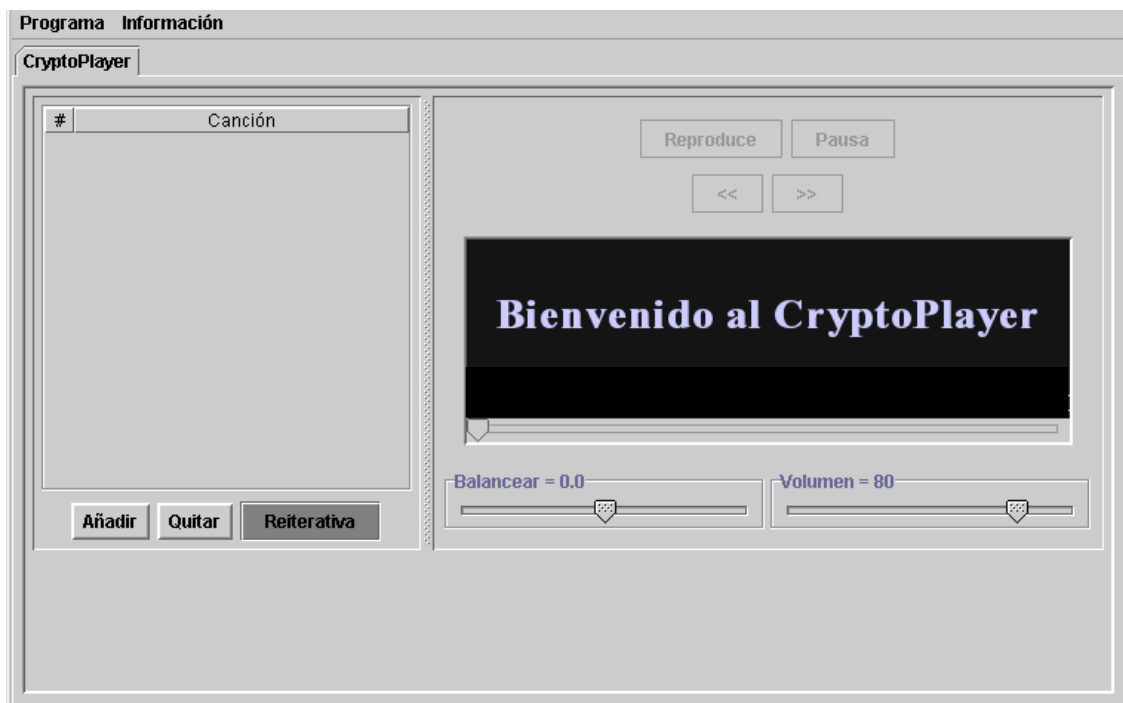 Programa Información
CryptoPlayer
# Canción
Añadir Quitar Reiterativa
Reproduce Pausa
<< >>
Bienvenido al CryptoPlayer
Balancear = 0.0 Volumen = 80